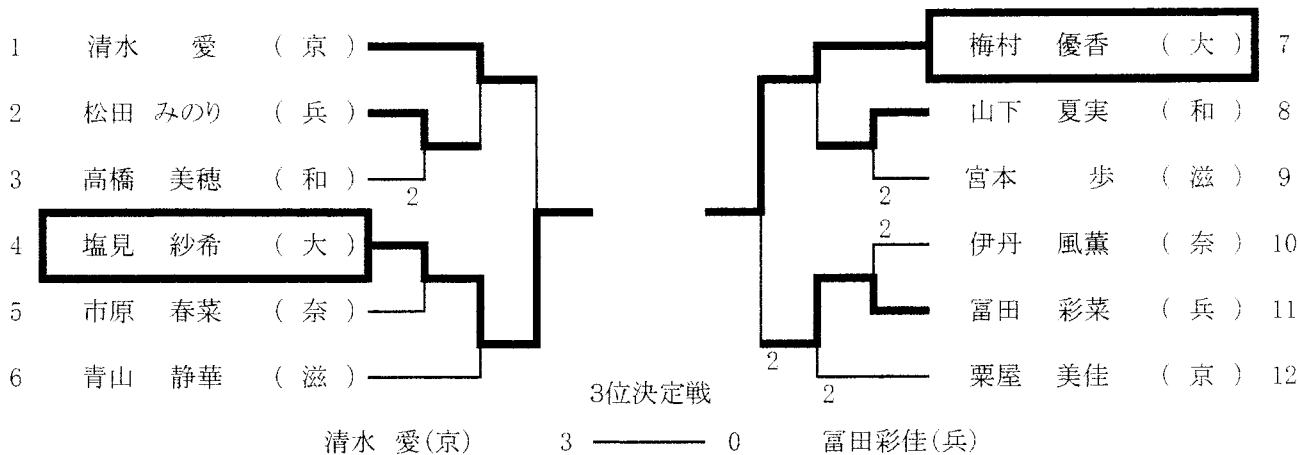 1 清水 愛 ( 京 ) 梅村 優香 ( 大 ) 7
2 松田 みのり ( 兵 ) 山下 夏実 ( 和 ) 8
3 高橋 美穂 ( 和 ) 宮本 歩 ( 滋 ) 9
2 2
2
4 塩見 紗希 ( 大 ) 伊丹 風薫 ( 奈 ) 10
5 市原 春菜 ( 奈 ) 冨田 彩菜 ( 兵 ) 11
2
6 青山 静華 ( 滋 ) 粟屋 美佳 ( 京 ) 12
3位決定戦 2
清水 愛(京) 3 0 冨田彩佳(兵)